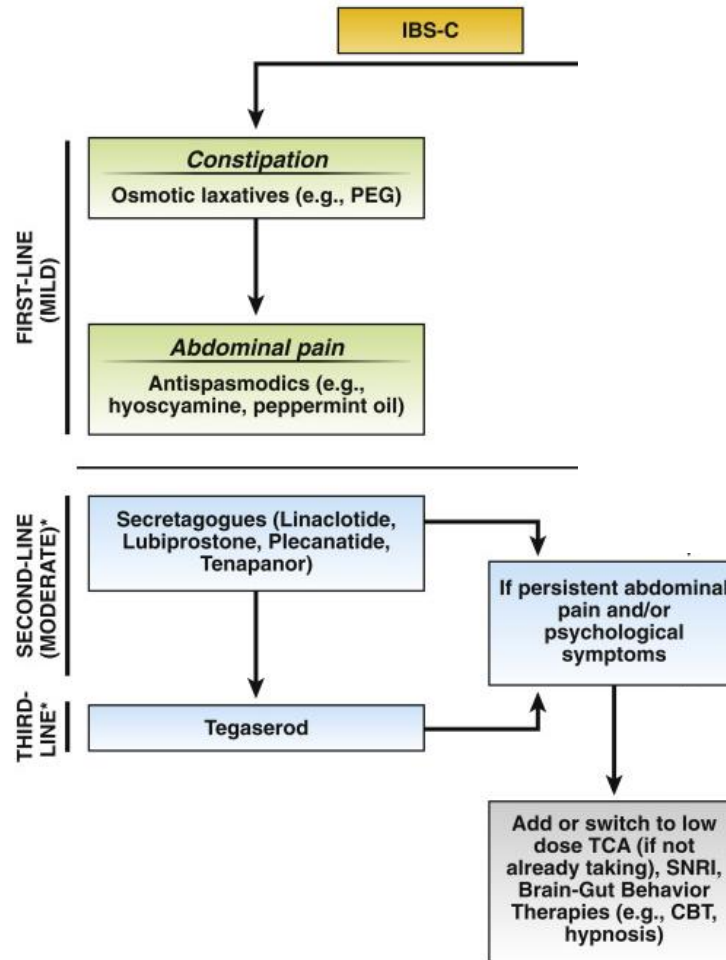 IBS-C
FIRST-LINE
(MILD)
Constipation
Osmotic laxatives (e.g., PEG)
Abdominal pain
Antispasmodics (e.g.,
hyoscyamine, peppermint oil)
SECOND-LINE
(MODERATE)*
Secretagogues (Linaclotide,
Lubiprostone, Plecanatide,
Tenapanor)
If persistent abdominal
pain and/or
psychological
symptoms
THIRD-
LINE*
Tegaserod
Add or switch to low
dose TCA (if not
already taking), SNRI,
Brain-Gut Behavior
Therapies (e.g., CBT,
hypnosis)